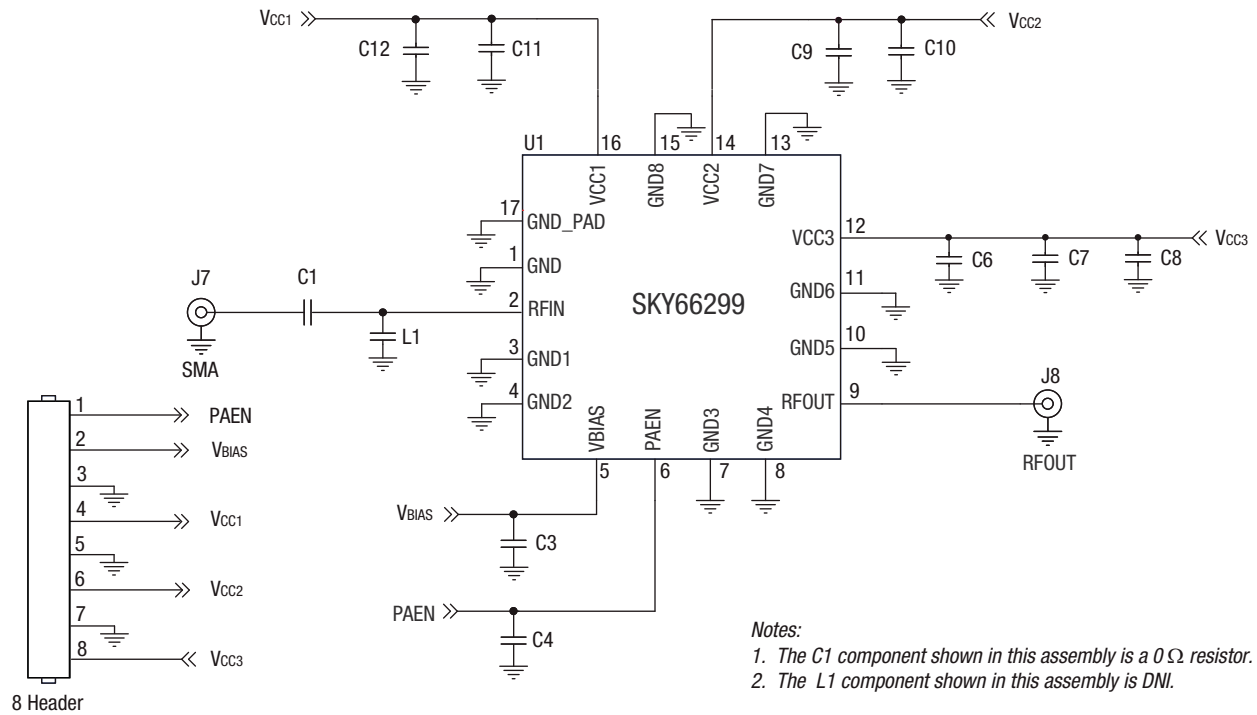 VCC1
VCC2
C12
C11
C9
C10
U1
16
15
14
13
VCC1
GND8
VCC2
GND7
17
GND_PAD
VCC3
12
VCC3
1
GND
C6
C7
C8
J7
C1
11
GND6
2
RFIN
SKY66299
L1
10
GND5
SMA
3
GND1
J8
4
GND2
RFOUT
9
VBIAS
PAEN
GND3
GND4
RFOUT
5
6
7
8
1
PAEN
2
VBIAS
3
4
VCC1
5
6
VCC2
7
8
VCC3
8 Header
VBIAS
C3
PAEN
C4
Notes:
1. The C1 component shown in this assembly is a 0 Ω resistor.
2. The L1 component shown in this assembly is DNI.